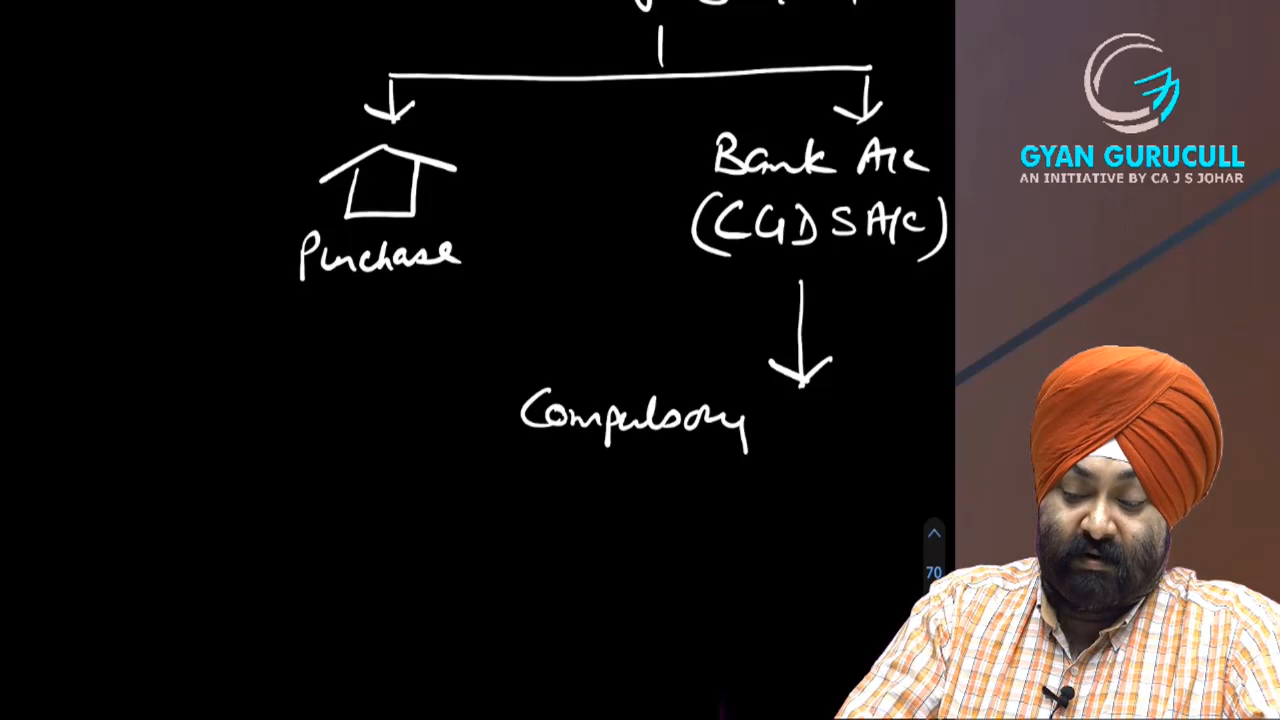 Bank A/c
(CGDS A/c)
Purchase
Compulsory
GYAN GURUCULL
AN INITIATIVE BY CA J S JOHAR
70